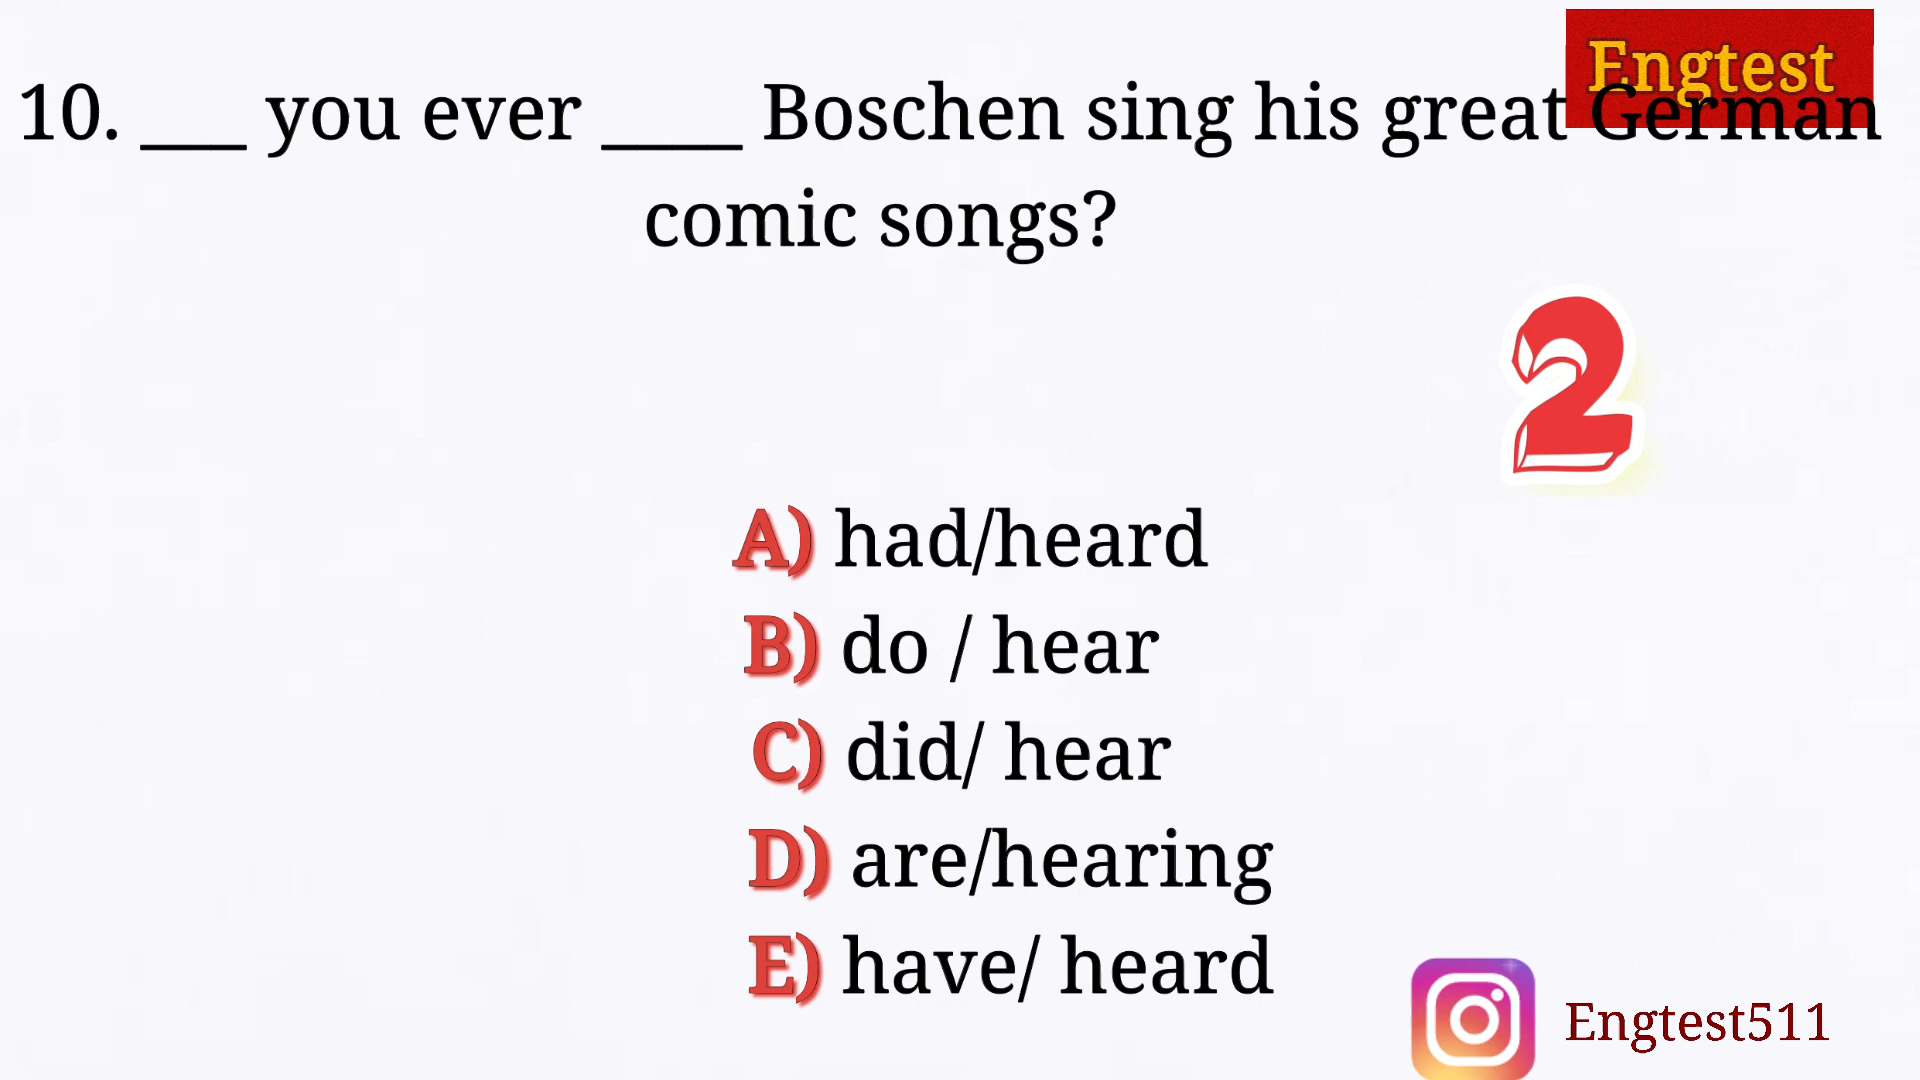 Engtest
10. ___ you ever ____ Boschen sing his great German
comic songs?
2
A) had/heard
B) do / hear
C) did/ hear
D) are/hearing
E) have/ heard
Engtest511